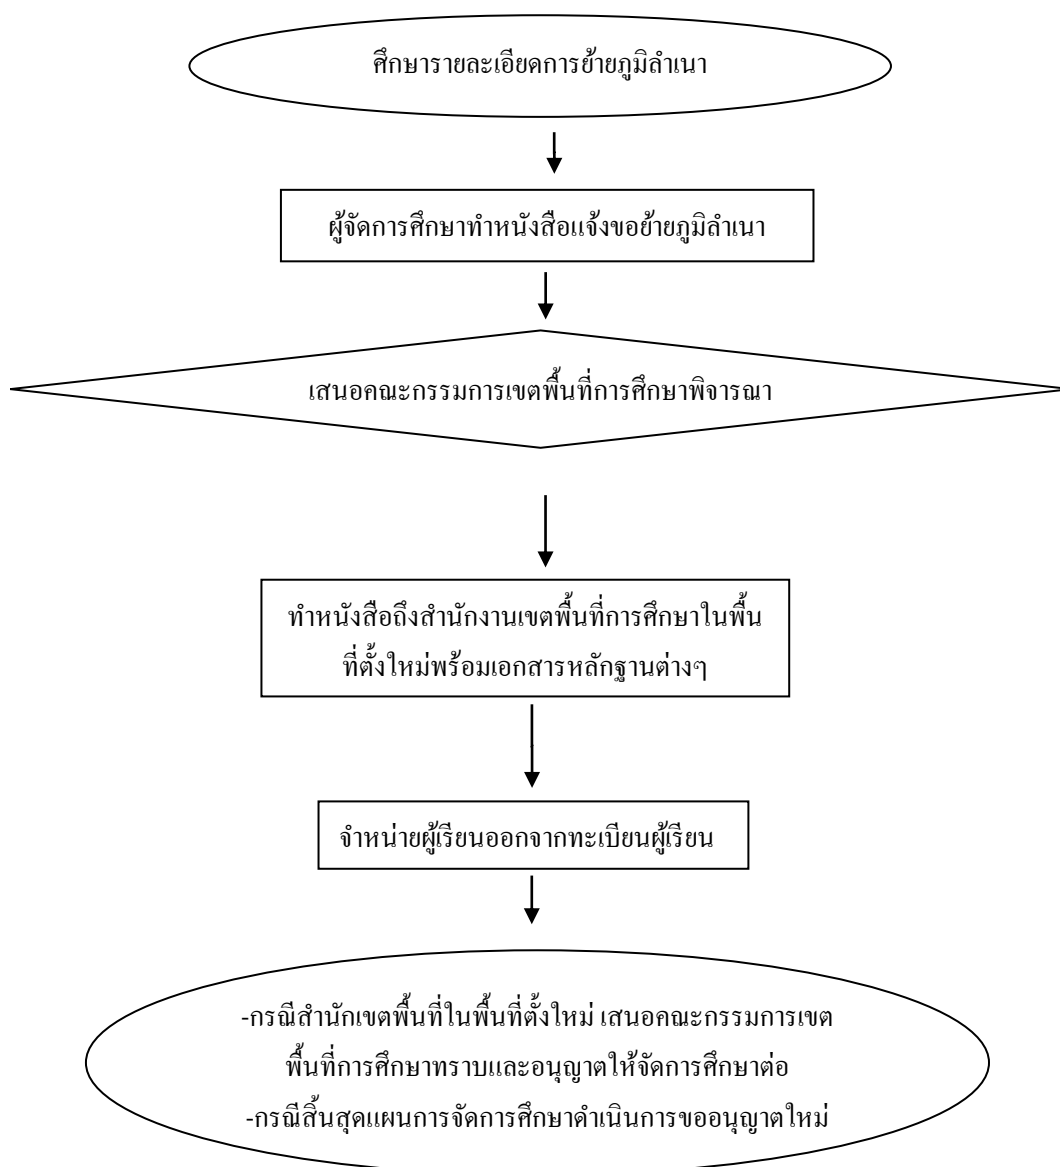 ศึกษารายละเอียดการย้ายภูมิลำเนา
ผู้จัดการศึกษาทำหนังสือแจ้งขอย้ายภูมิลำเนา
เสนอคณะกรรมการเขตพื้นที่การศึกษาพิจารณา
ทำหนังสือถึงสำนักงานเขตพื้นที่การศึกษาในพื้น
ที่ตั้งใหม่พร้อมเอกสารหลักฐานต่างๆ
จำหน่ายผู้เรียนออกจากทะเบียนผู้เรียน
-กรณีสำนักเขตพื้นที่ในพื้นที่ตั้งใหม่ เสนอคณะกรรมการเขต
พื้นที่การศึกษาทราบและอนุญาตให้จัดการศึกษาต่อ
-กรณีสิ้นสุดแผนการจัดการศึกษาดำเนินการขออนุญาตใหม่